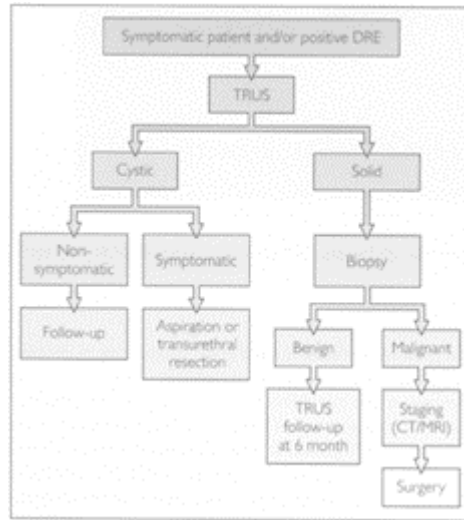 Symptomatic patient and/or positive DRE
TRUS
Cystic
Solid
Non-
symptomatic
Symptomatic
Biopsy
Follow-up
Aspiration or
transurethral
resection
Benign
Malignant
TRUS
follow-up
at 6 month
Staging
(CT/MRI)
Surgery